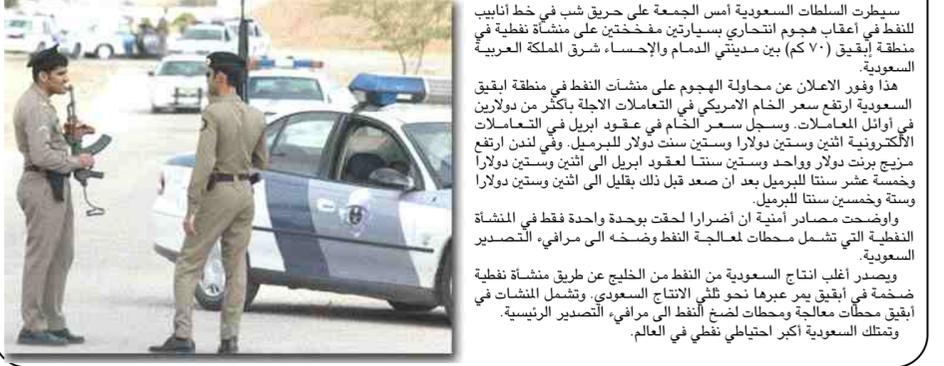 سيطرت السلطات السعودية أمس الجمعة على حريق شب في خط أنابيب
للنفط في أعقاب هجوم انتحاري بسيارتين مفخختين على منشأة نفطية في
منطقة إبقيق (٧٠ كم) بين مدينتي الدمام والإحساء شرق المملكة العربية
السعودية.
هذا وفور الاعلان عن محاولة الهجوم على منشآت النفط في منطقة ابقيق
السعودية ارتفع سعر الخام الامريكي في التعاملات الاجلة بأكثر من دولارين
في أوائل المعاملات. وسجل سعر الخام في عقود ابريل في التعاملات
الألكترونية اثنين وستين دولارا وستين سنت دولار للبرميل. وفي لندن ارتفع
مزيج برنت دولار وواحد وستين سنتا لعقود ابريل الى اثنين وستين دولارا
وخمسة عشر سنتا للبرميل بعد ان صعد قبل ذلك بقليل الى اثنين وستين دولارا
وستة وخمسين سنتا للبرميل.
واوضحت مصادر أمنية ان أضرارا لحقت بوحدة واحدة فقط في المنشأة
النفطية التي تشمل محطات لمعالجة النفط وضخه الى مرافيء التصدير
السعودية.
ويصدر أغلب انتاج السعودية من النفط من الخليج عن طريق منشأة نفطية
ضخمة في أبقيق يمر عبرها نحو ثلثي الانتاج السعودي. وتشمل المنشات في
أبقيق محطات معالجة ومحطات لضخ النفط الى مرافيء التصدير الرئيسية.
وتمتلك السعودية أكبر احتياطي نفطي في العالم.